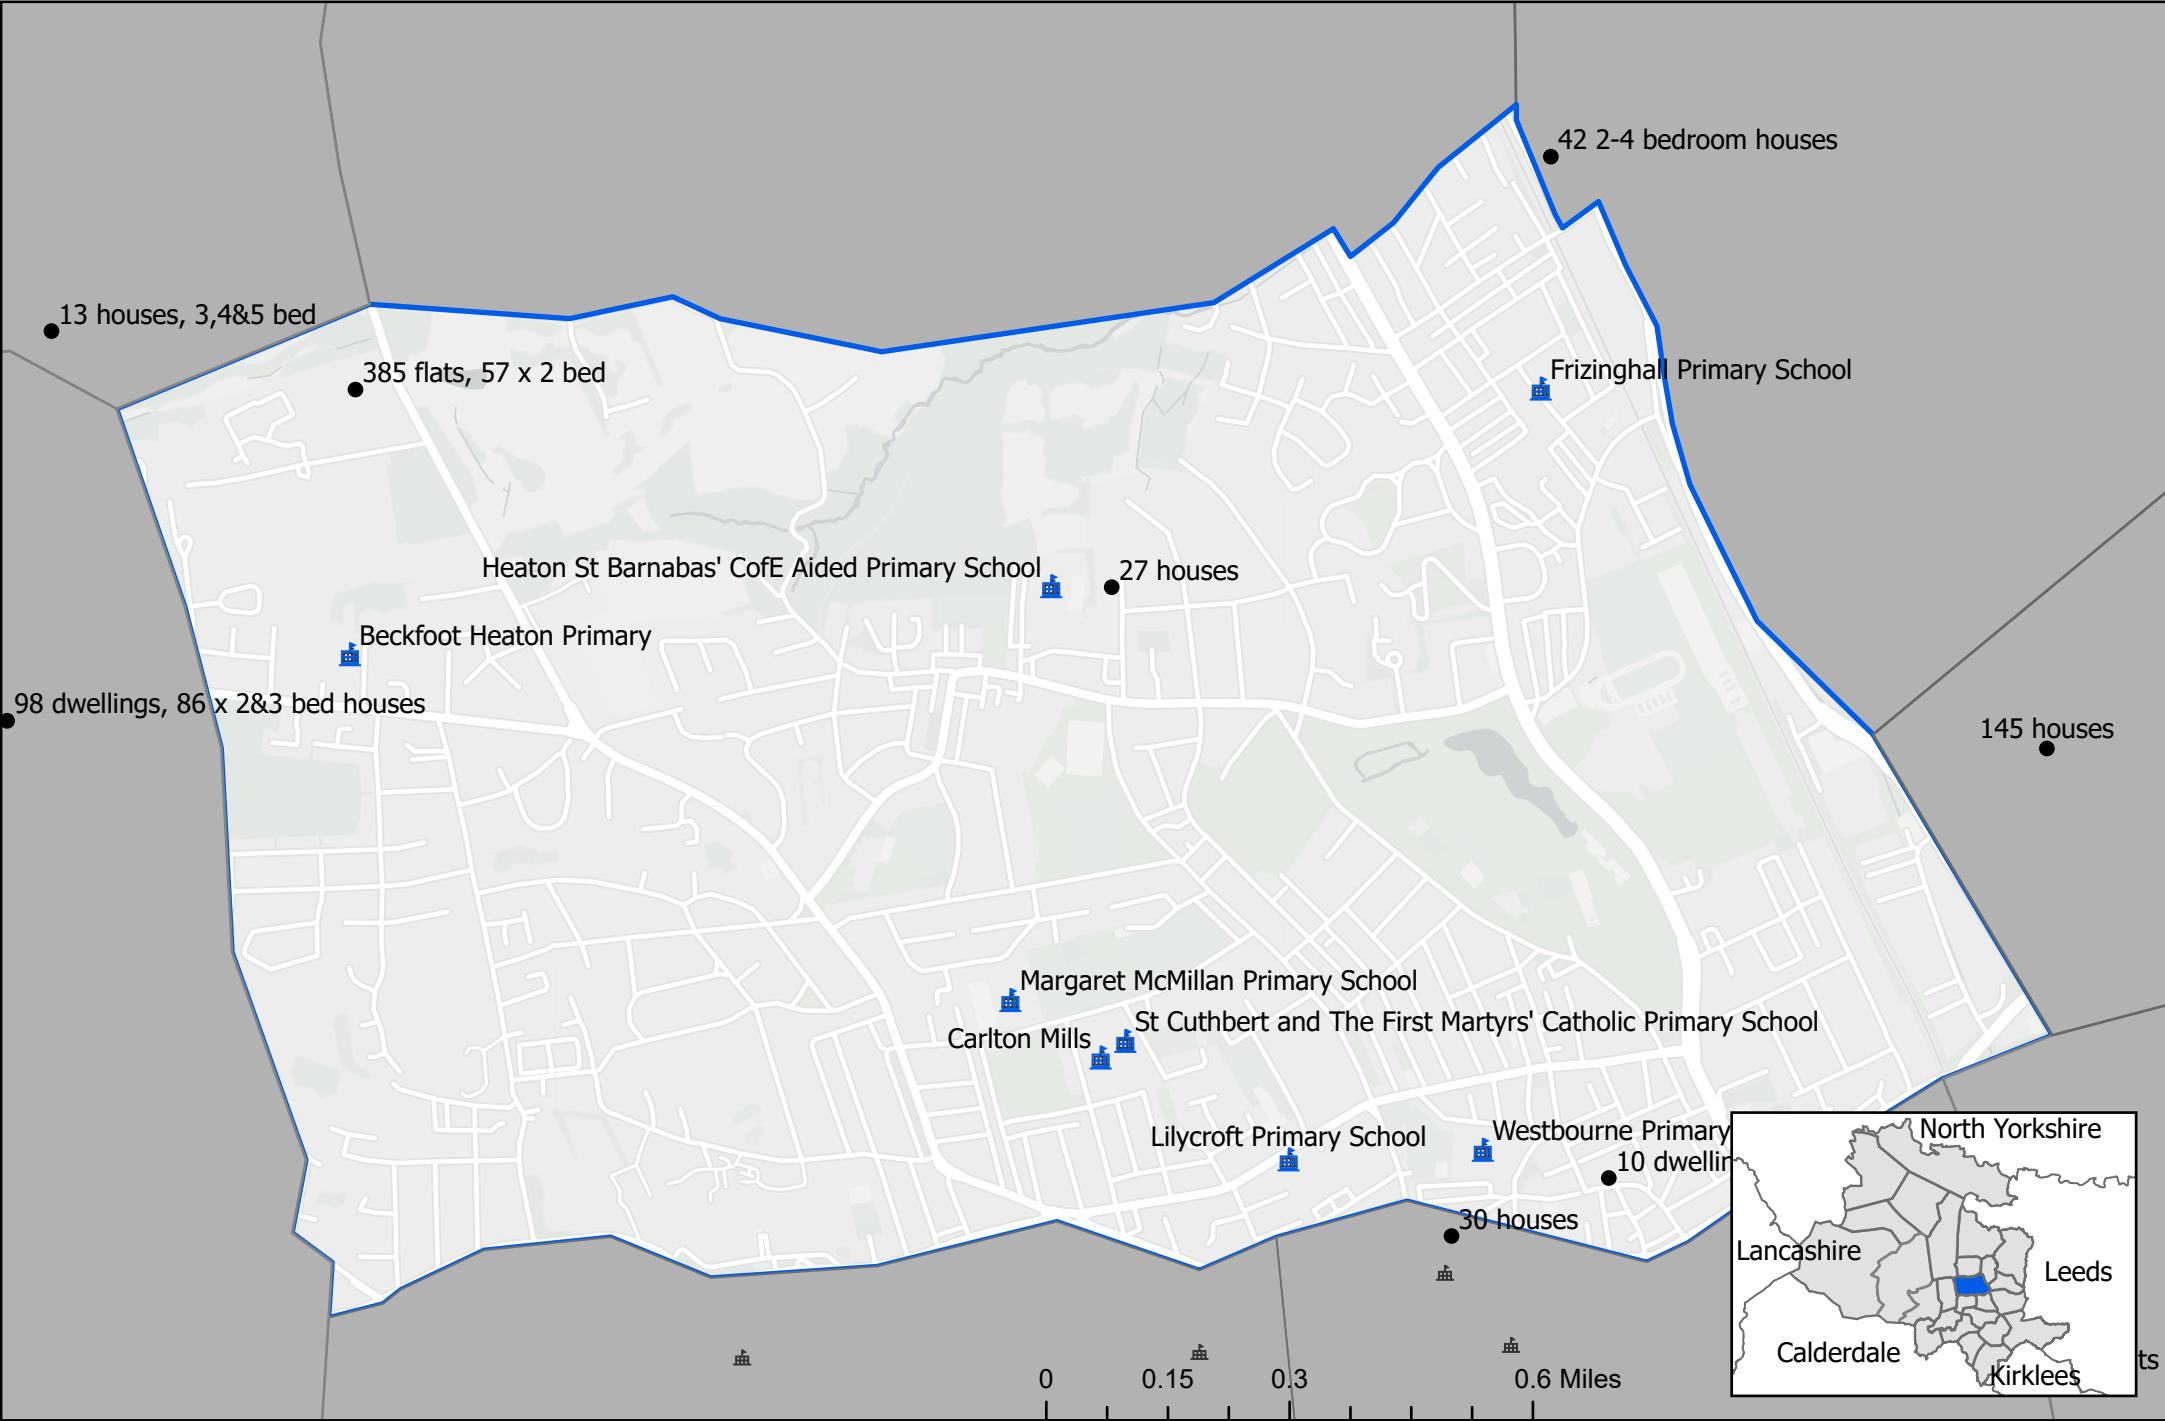 42 2-4 bedroom houses
13 houses, 3,4&5 bed
385 flats, 57 x 2 bed
Frizinghall Primary School
Heaton St Barnabas' CofE Aided Primary School
27 houses
Beckfoot Heaton Primary
98 dwellings, 86 x 2&3 bed houses
145 houses
Margaret McMillan Primary School
St Cuthbert and The First Martyrs' Catholic Primary School
Carlton Mills
Lilycroft Primary School
Westbourne Primary
10
30 houses
North Yorkshire
Lancashire
Leeds
Calderdale
Kirklees
ts
0 0.15 0.3 0.6 Miles